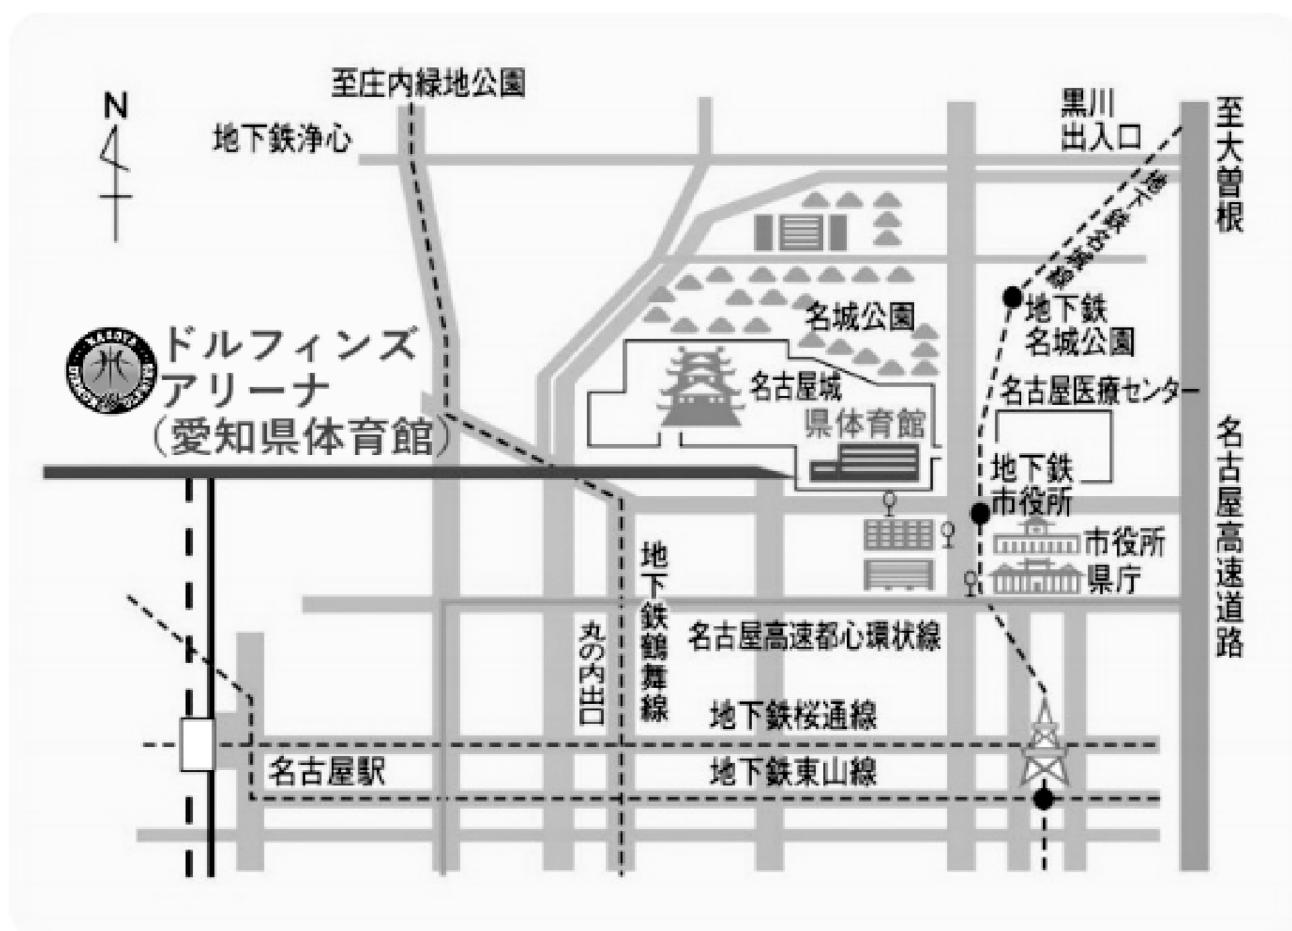 至庄内緑地公園
地下鉄浄心
N
黒川
出入口
至大曽根
地下鉄名城線
ドルフィンズ
アリーナ
(愛知県体育館)
名城公園
地下鉄
名城公園
名古屋城
県体育館
名古屋医療センター
地下鉄
市役所
市役所
県庁
名古屋高速道路
地下鉄鶴舞線
丸の内出口
名古屋高速都心環状線
地下鉄桜通線
名古屋駅
地下鉄東山線